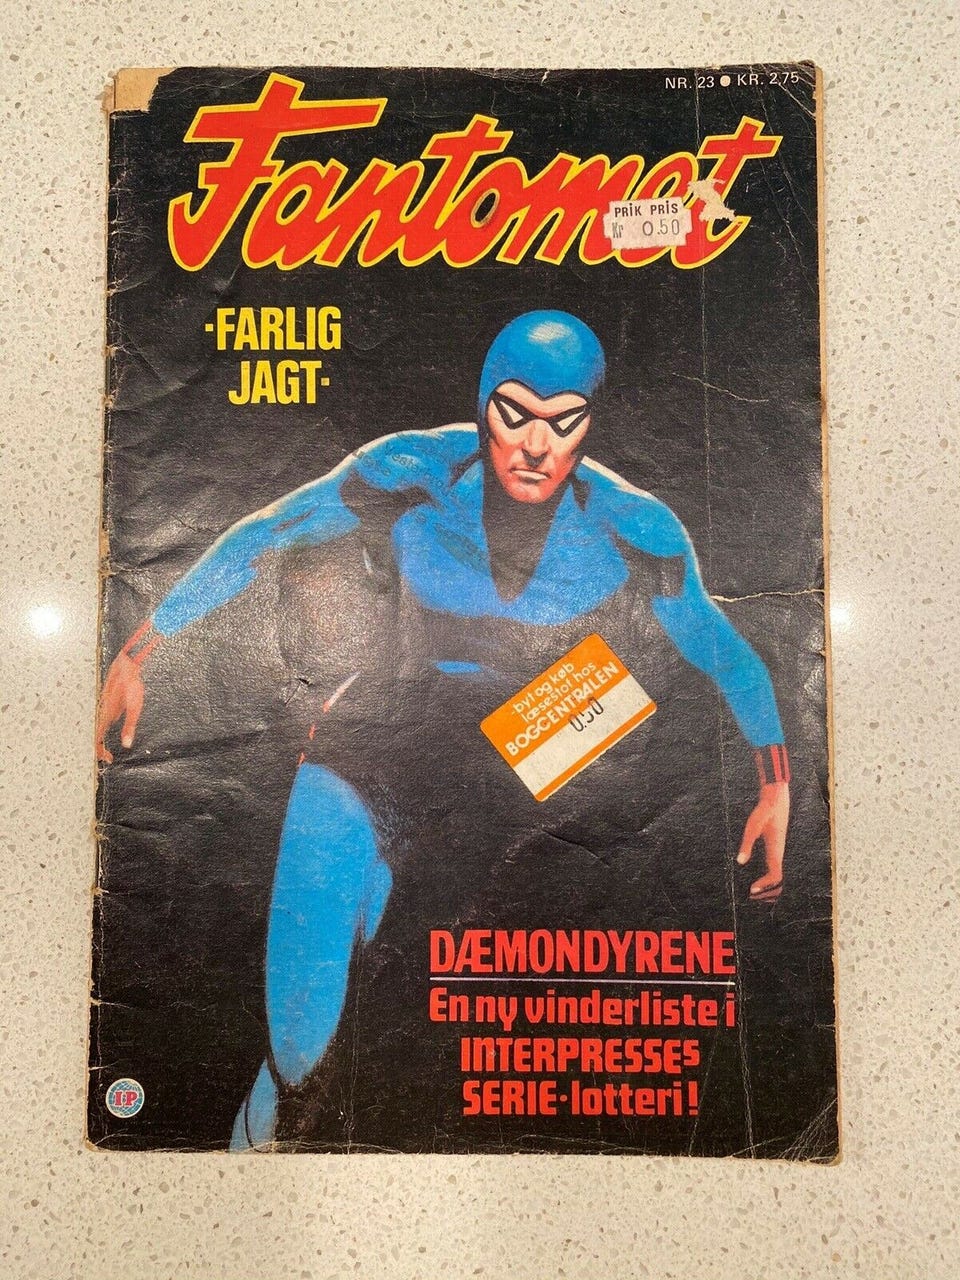 NR. 23 ● KR. 2,75
Fantomet
PRIK PRIS
Kr 0.50
·FARLIG
JAGT·
-byt og køb
læsestof hos
BOGCENTRALEN
0.50
DÆMONDYRENE
En ny vinderliste i
INTERPRESSES
SERIE·lotteri!
IP